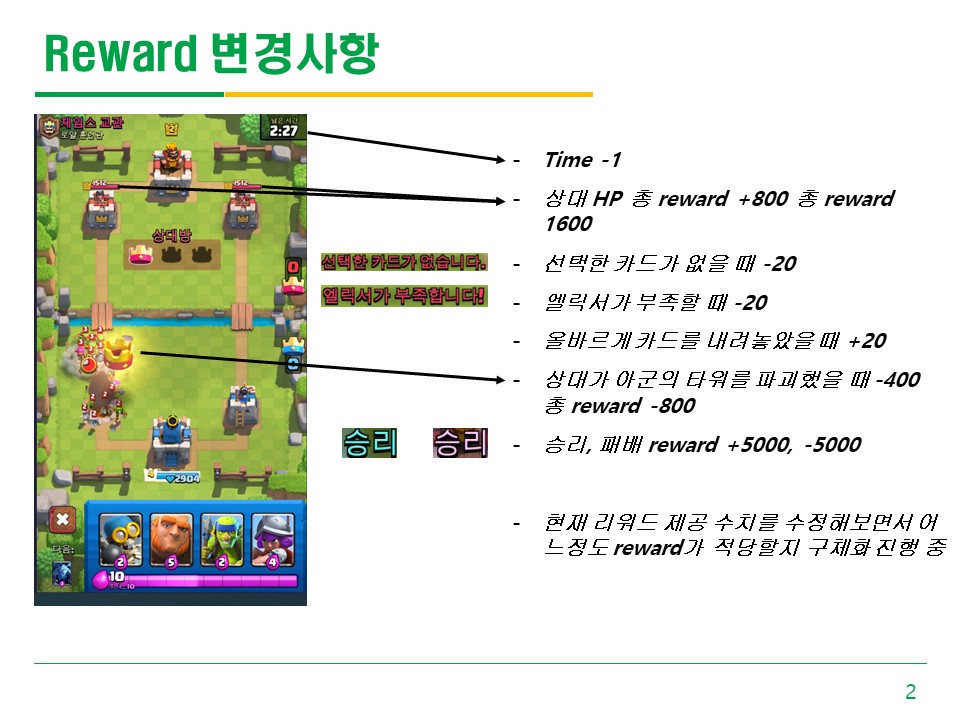 Reward 변경사항
제임스 교관
로얄 훈련관
남은 시간
2:27
1512
1512
상대방
0
0
2904
다음:
2
5
2
4
10
최대: 10
선택한 카드가 없습니다.
엘릭서가 부족합니다!
승리 승리
- Time -1
- 상대 HP 총 reward +800 총 reward
1600
- 선택한 카드가 없을 때 -20
- 엘릭서가 부족할 때 -20
- 올바르게 카드를 내려놓았을 때 +20
- 상대가 아군의 타워를 파괴했을 때 -400
총 reward -800
- 승리, 패배 reward +5000, -5000
- 현재 리워드 제공 수치를 수정해보면서 어
느정도 reward가 적당할지 구체화 진행 중
2